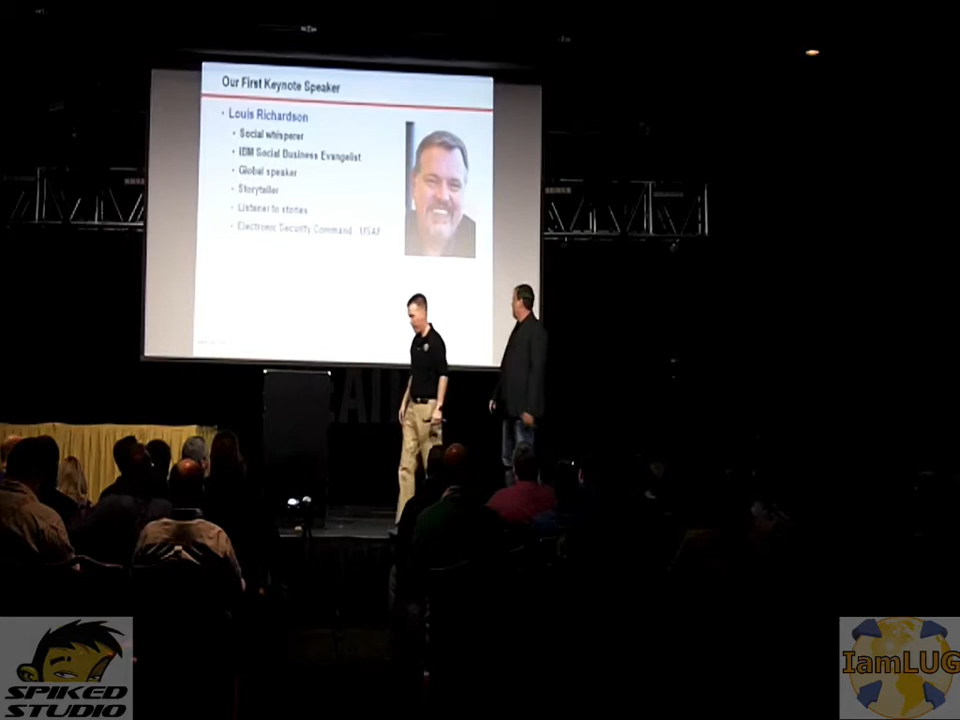 Our First Keynote Speaker
• Louis Richardson
• Social whisperer
• IBM Social Business Evangelist
• Global speaker
• Storyteller
• Listener to stories
• Electronic Security Command - USAF
SPIKED
STUDIO
IamLUG